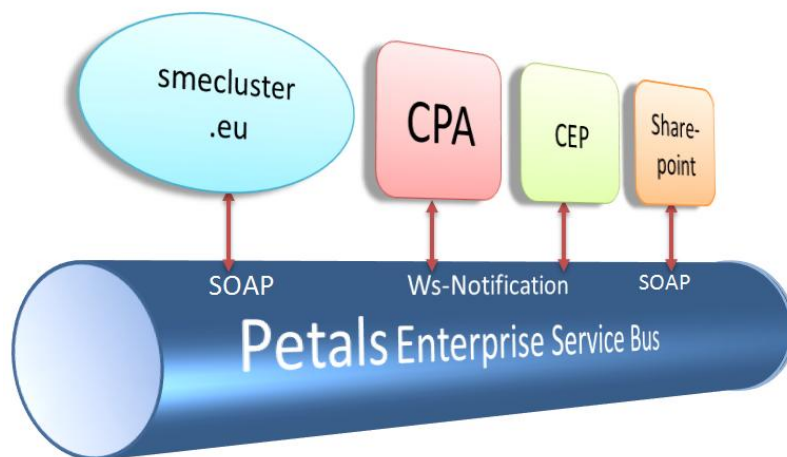 smecluster
.eu
CPA
CEP
Share-
point
SOAP
Ws-Notification
SOAP
Petals Enterprise Service Bus